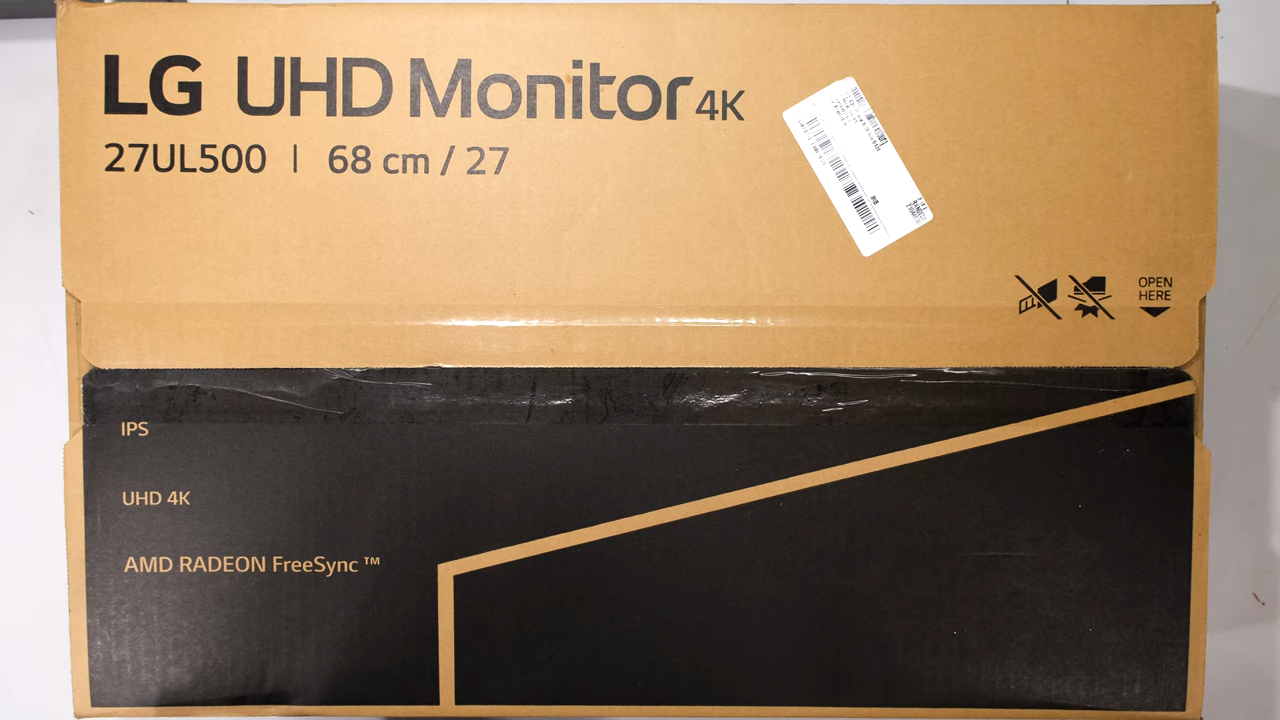 LG UHD Monitor 4K
27UL500 | 68 cm / 27
OPEN
HERE
IPS
UHD 4K
AMD RADEON FreeSync ™